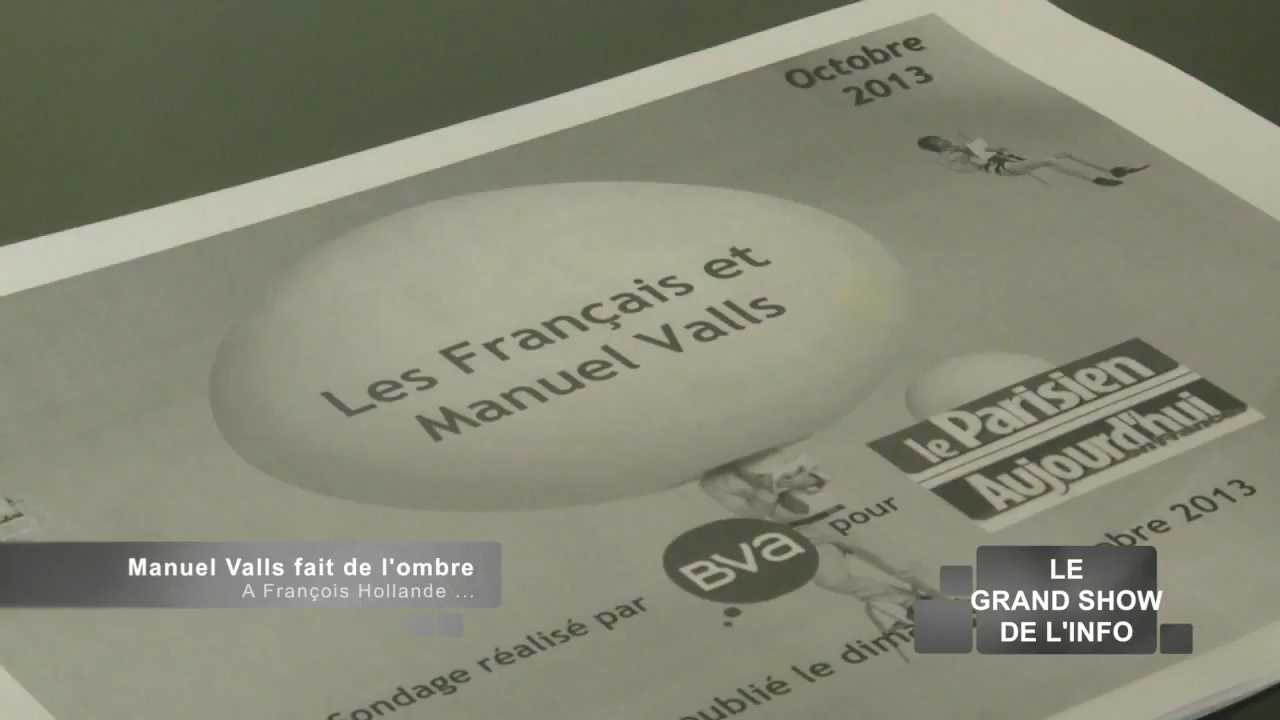 Octobre
2013
Les Français et
Manuel Valls
le Parisien
Aujourd'hui
Sondage réalisé par BVA pour
publié le 2013
Manuel Valls fait de l'ombre
A François Hollande ...
LE
GRAND SHOW
DE L'INFO